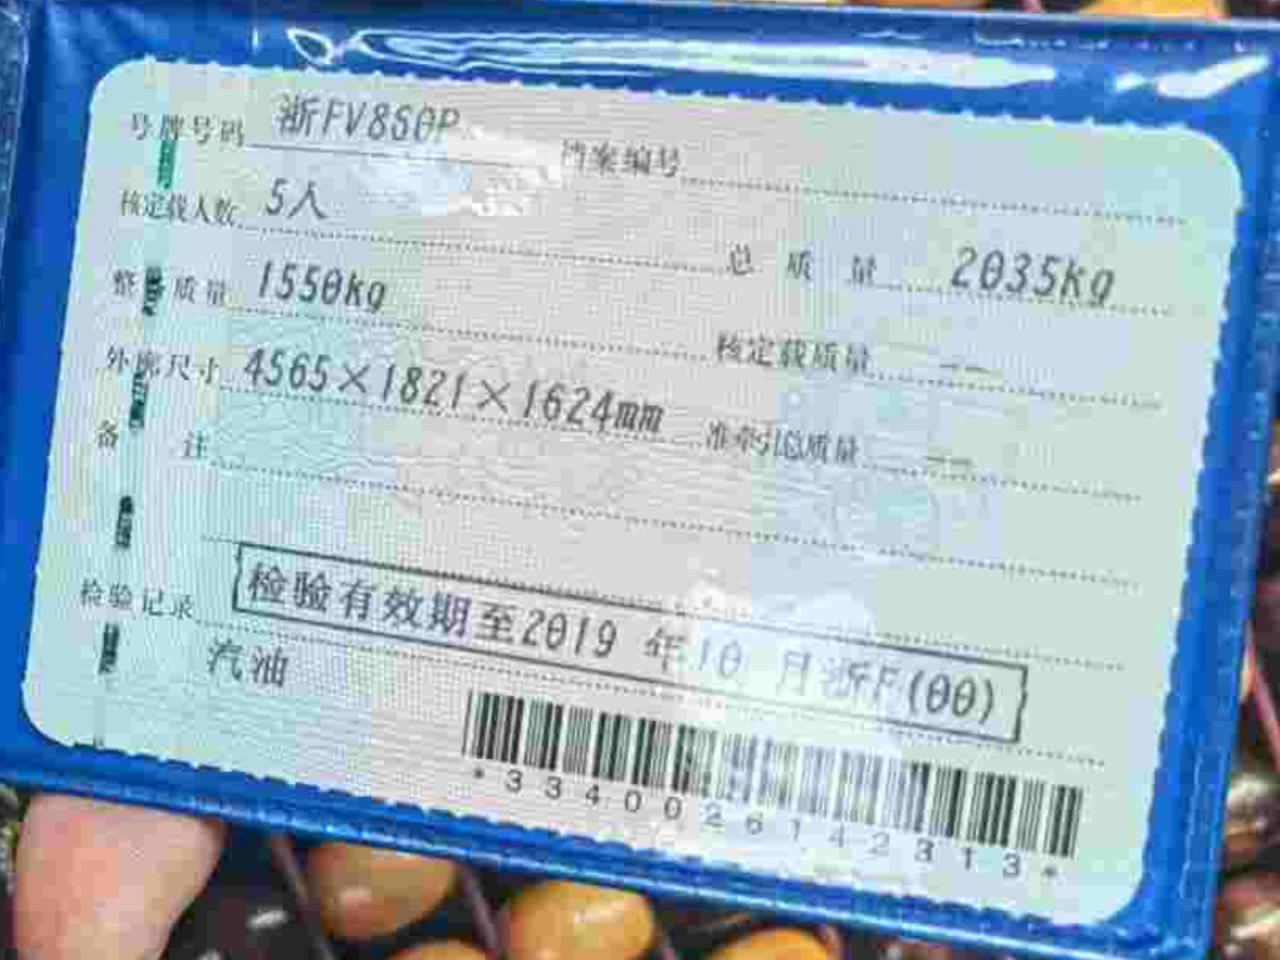 号牌号码 浙FV860P 档案编号
核定载人数 5人 总质量 2035kg
整备质量 1550kg 核定载质量 --
外廓尺寸 4565×1821×1624mm 准牵引总质量 --
备注
检验记录 检验有效期至2019 年10 月浙F(00)
汽油
*3340026142313*